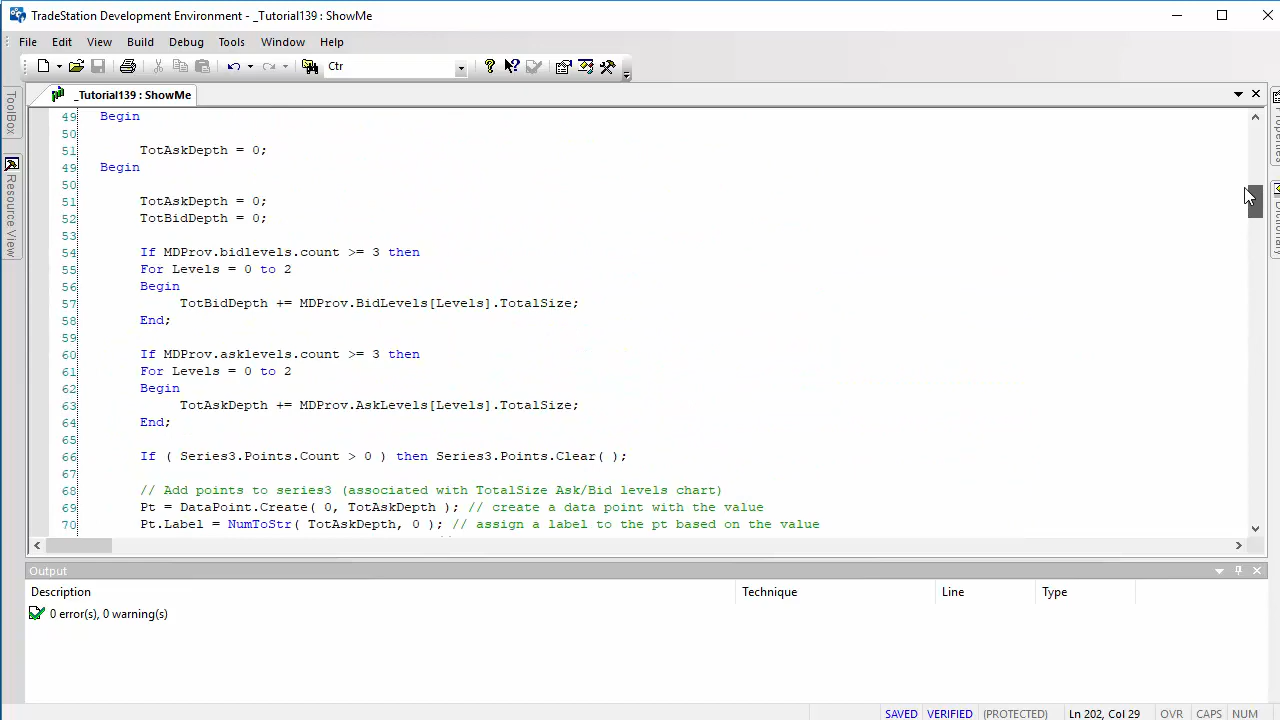 TradeStation Development Environment - _Tutorial139 : ShowMe
File Edit View Build Debug Tools Window Help
Ctr
ToolBox
Resource View
_Tutorial139 : ShowMe
Properties
49 Begin
50
51 TotAskDepth = 0;
49 Begin
50
51 TotAskDepth = 0;
52 TotBidDepth = 0;
53
54 If MDProv.bidlevels.count >= 3 then
55 For Levels = 0 to 2
56 Begin
57 TotBidDepth += MDProv.BidLevels[Levels].TotalSize;
58 End;
59
60 If MDProv.asklevels.count >= 3 then
61 For Levels = 0 to 2
62 Begin
63 TotAskDepth += MDProv.AskLevels[Levels].TotalSize;
64 End;
65
66 If ( Series3.Points.Count > 0 ) then Series3.Points.Clear( );
67
68 // Add points to series3 (associated with TotalSize Ask/Bid levels chart)
69 Pt = DataPoint.Create( 0, TotAskDepth ); // create a data point with the value
70 Pt.Label = NumToStr( TotAskDepth, 0 ); // assign a label to the pt based on the value
Output
Description Technique Line Type
0 error(s), 0 warning(s)
SAVED VERIFIED (PROTECTED) Ln 202, Col 29 OVR CAPS NUM